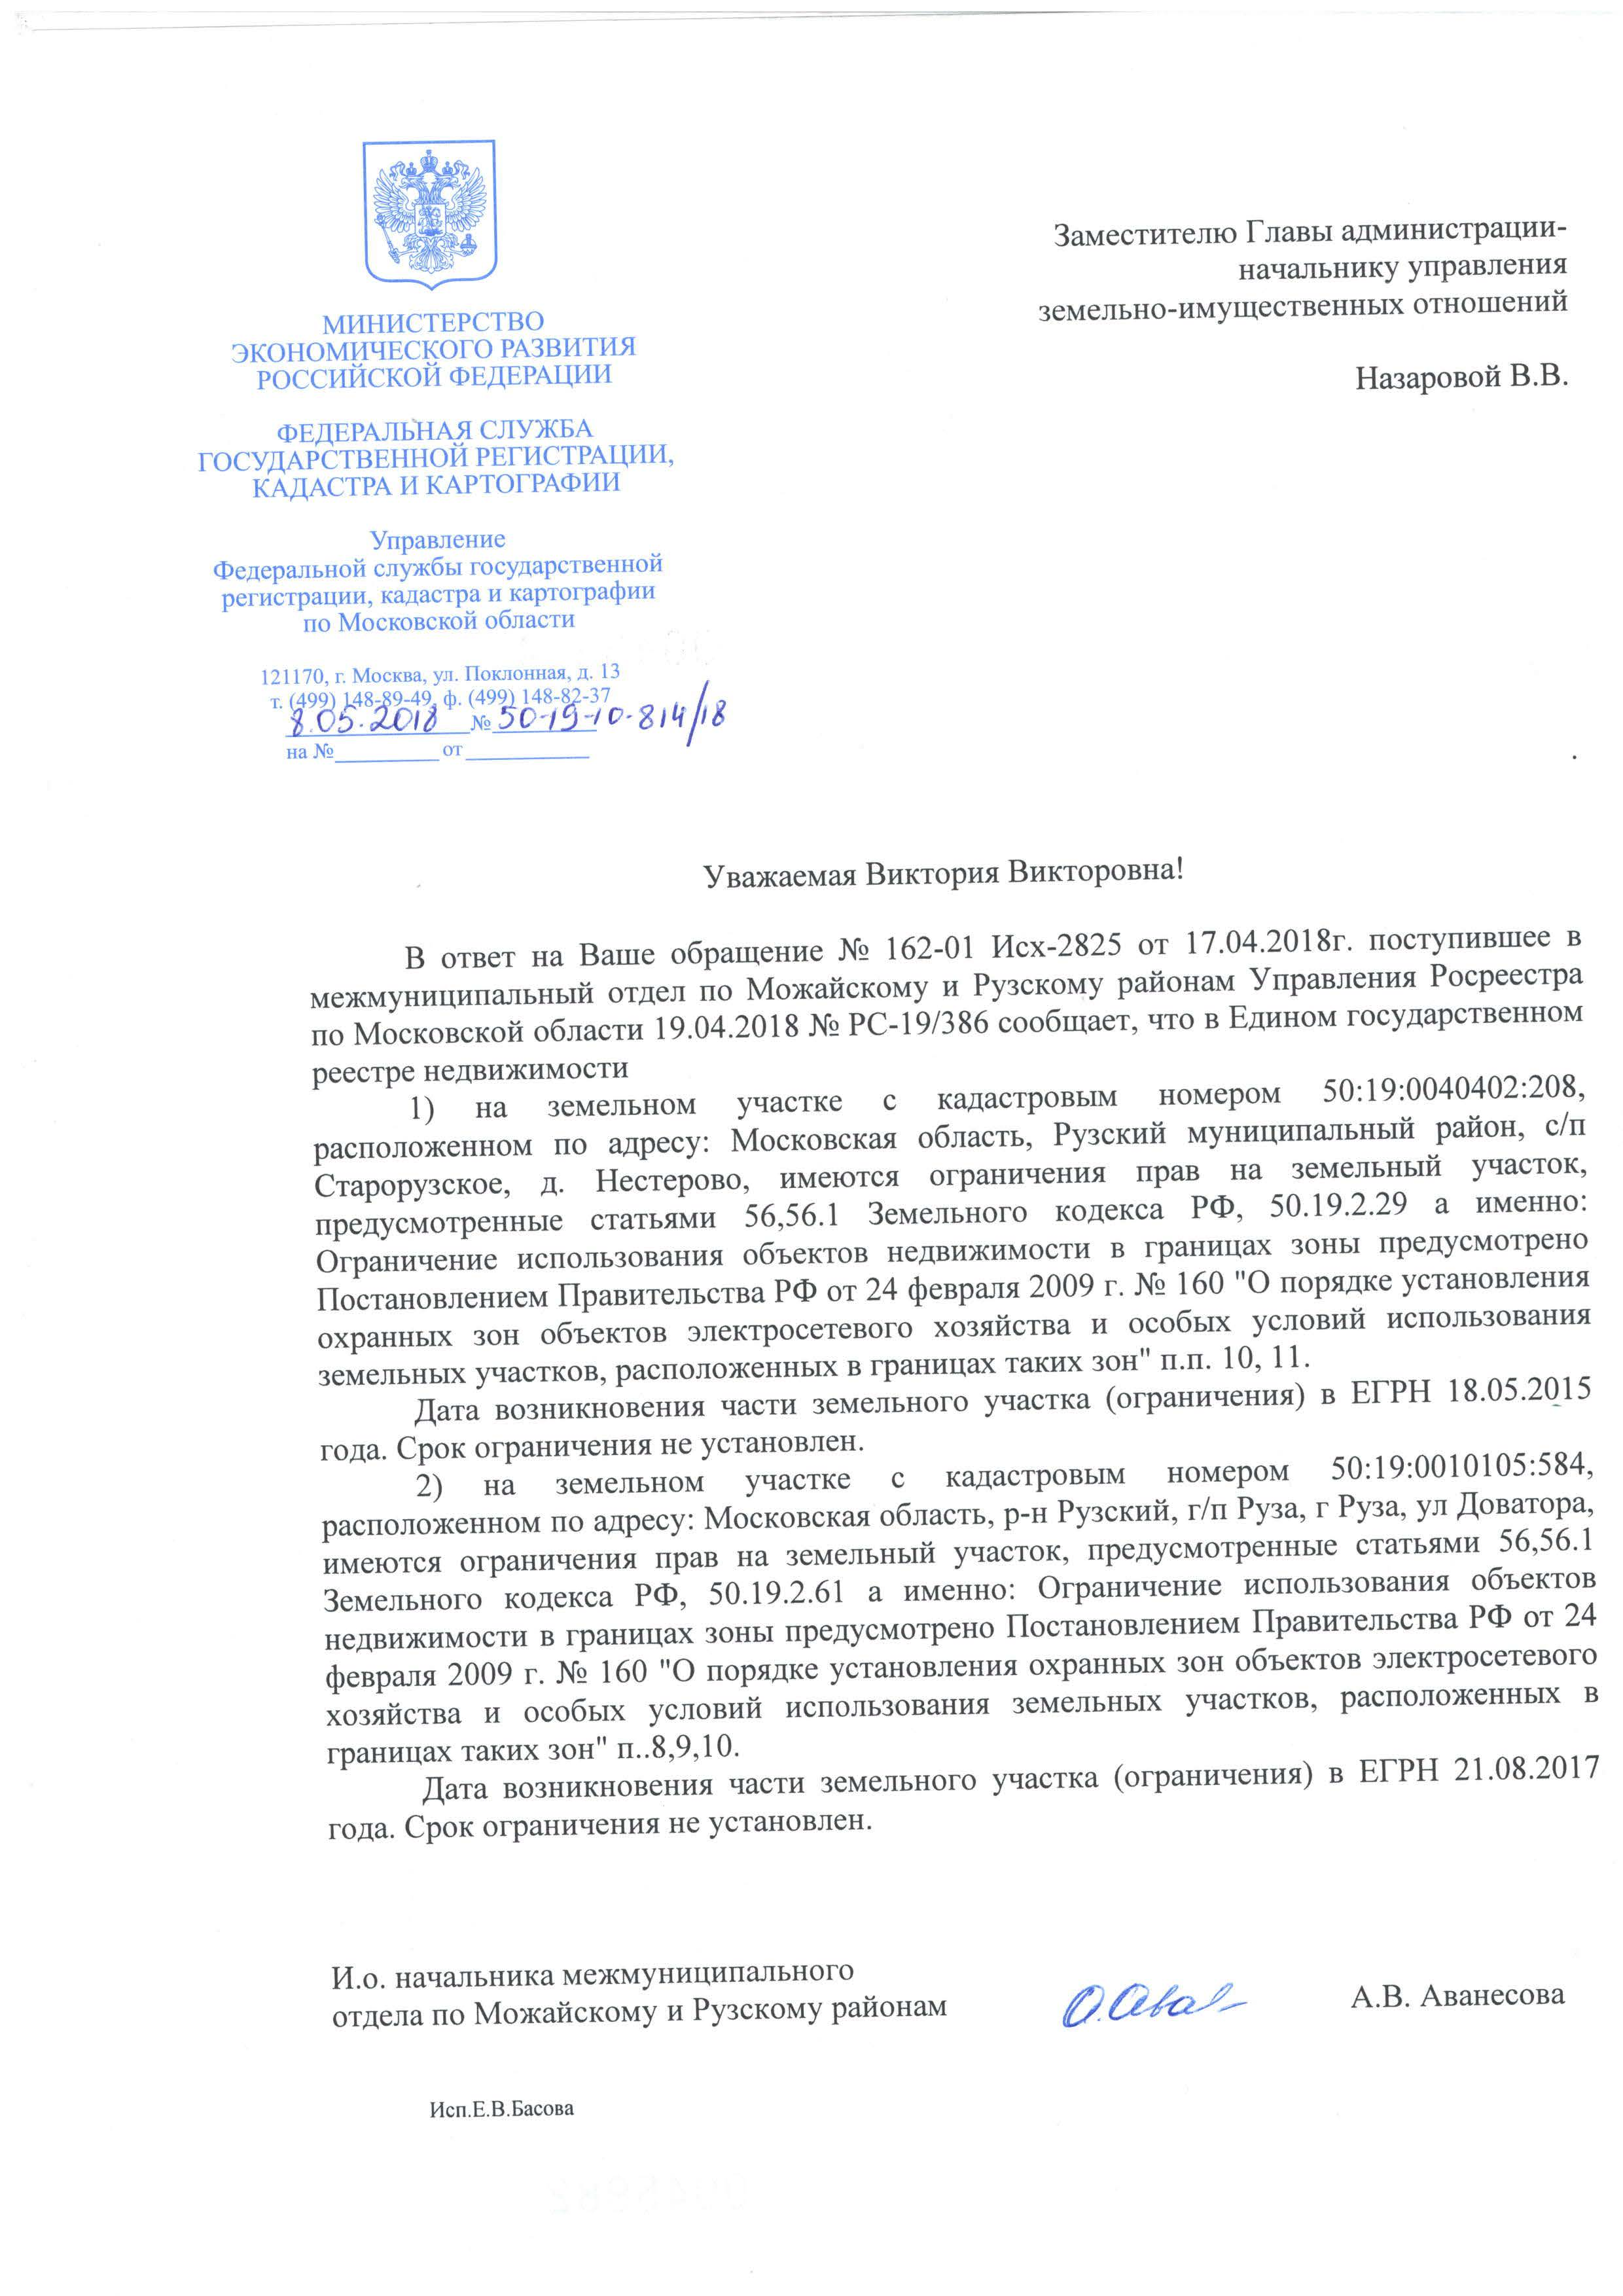 МИНИСТЕРСТВО
ЭКОНОМИЧЕСКОГО РАЗВИТИЯ
РОССИЙСКОЙ ФЕДЕРАЦИИ
ФЕДЕРАЛЬНАЯ СЛУЖБА
ГОСУДАРСТВЕННОЙ РЕГИСТРАЦИИ,
КАДАСТРА И КАРТОГРАФИИ
Управление
Федеральной службы государственной
регистрации, кадастра и картографии
по Московской области
121170, г. Москва, ул. Поклонная, д. 13
т. (499) 148-89-49, ф. (499) 148-82-37
8.05.2018 № 50-19-10-814/18
на № от
Заместителю Главы администрации-
начальнику управления
земельно-имущественных отношений
Назаровой В.В.
Уважаемая Виктория Викторовна!
В ответ на Ваше обращение № 162-01 Исх-2825 от 17.04.2018г. поступившее в
межмуниципальный отдел по Можайскому и Рузскому районам Управления Росреестра
по Московской области 19.04.2018 № РС-19/386 сообщает, что в Едином государственном
реестре недвижимости
1) на земельном участке с кадастровым номером 50:19:0040402:208,
расположенном по адресу: Московская область, Рузский муниципальный район, с/п
Старорузское, д. Нестерово, имеются ограничения прав на земельный участок,
предусмотренные статьями 56,56.1 Земельного кодекса РФ, 50.19.2.29 а именно:
Ограничение использования объектов недвижимости в границах зоны предусмотрено
Постановлением Правительства РФ от 24 февраля 2009 г. № 160 "О порядке установления
охранных зон объектов электросетевого хозяйства и особых условий использования
земельных участков, расположенных в границах таких зон" п.п. 10, 11.
Дата возникновения части земельного участка (ограничения) в ЕГРН 18.05.2015
года. Срок ограничения не установлен.
2) на земельном участке с кадастровым номером 50:19:0010105:584,
расположенном по адресу: Московская область, р-н Рузский, г/п Руза, г Руза, ул Доватора,
имеются ограничения прав на земельный участок, предусмотренные статьями 56,56.1
Земельного кодекса РФ, 50.19.2.61 а именно: Ограничение использования объектов
недвижимости в границах зоны предусмотрено Постановлением Правительства РФ от 24
февраля 2009 г. № 160 "О порядке установления охранных зон объектов электросетевого
хозяйства и особых условий использования земельных участков, расположенных в
границах таких зон" п..8,9,10.
Дата возникновения части земельного участка (ограничения) в ЕГРН 21.08.2017
года. Срок ограничения не установлен.
И.о. начальника межмуниципального
отдела по Можайскому и Рузскому районам А.В. Аванесова
Исп.Е.В.Басова